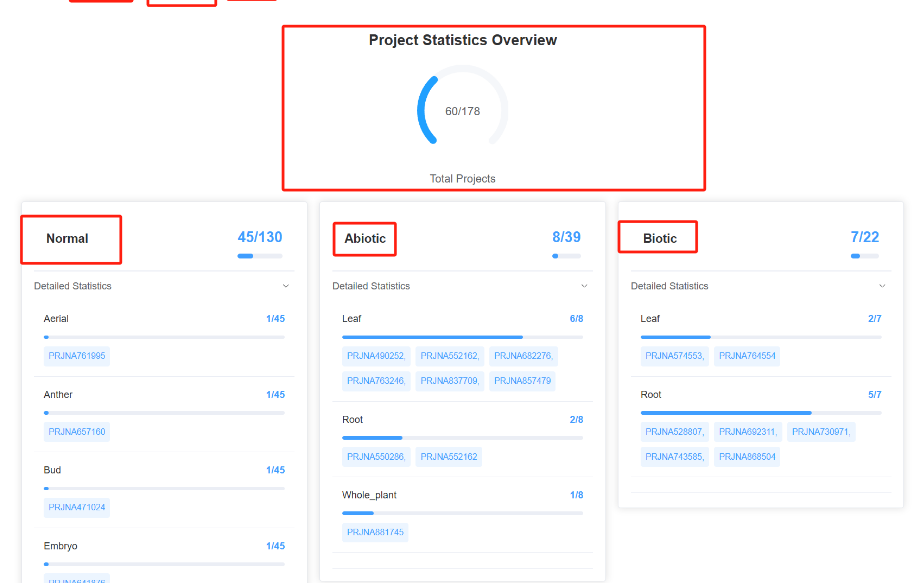 Project Statistics Overview
60/178
Total Projects
Normal
45/130
Detailed Statistics
Aerial
1/45
PRJNA761995
Anther
1/45
PRJNA657160
Bud
1/45
PRJNA471024
Embryo
1/45
Abiotic
8/39
Detailed Statistics
Leaf
6/8
PRJNA490252, PRJNA552162, PRJNA682276,
PRJNA763246, PRJNA837709, PRJNA857479
Root
2/8
PRJNA550286, PRJNA552162
Whole_plant
1/8
PRJNA881745
Biotic
7/22
Detailed Statistics
Leaf
2/7
PRJNA574553, PRJNA764554
Root
5/7
PRJNA528807, PRJNA692311, PRJNA730971,
PRJNA743585, PRJNA868504